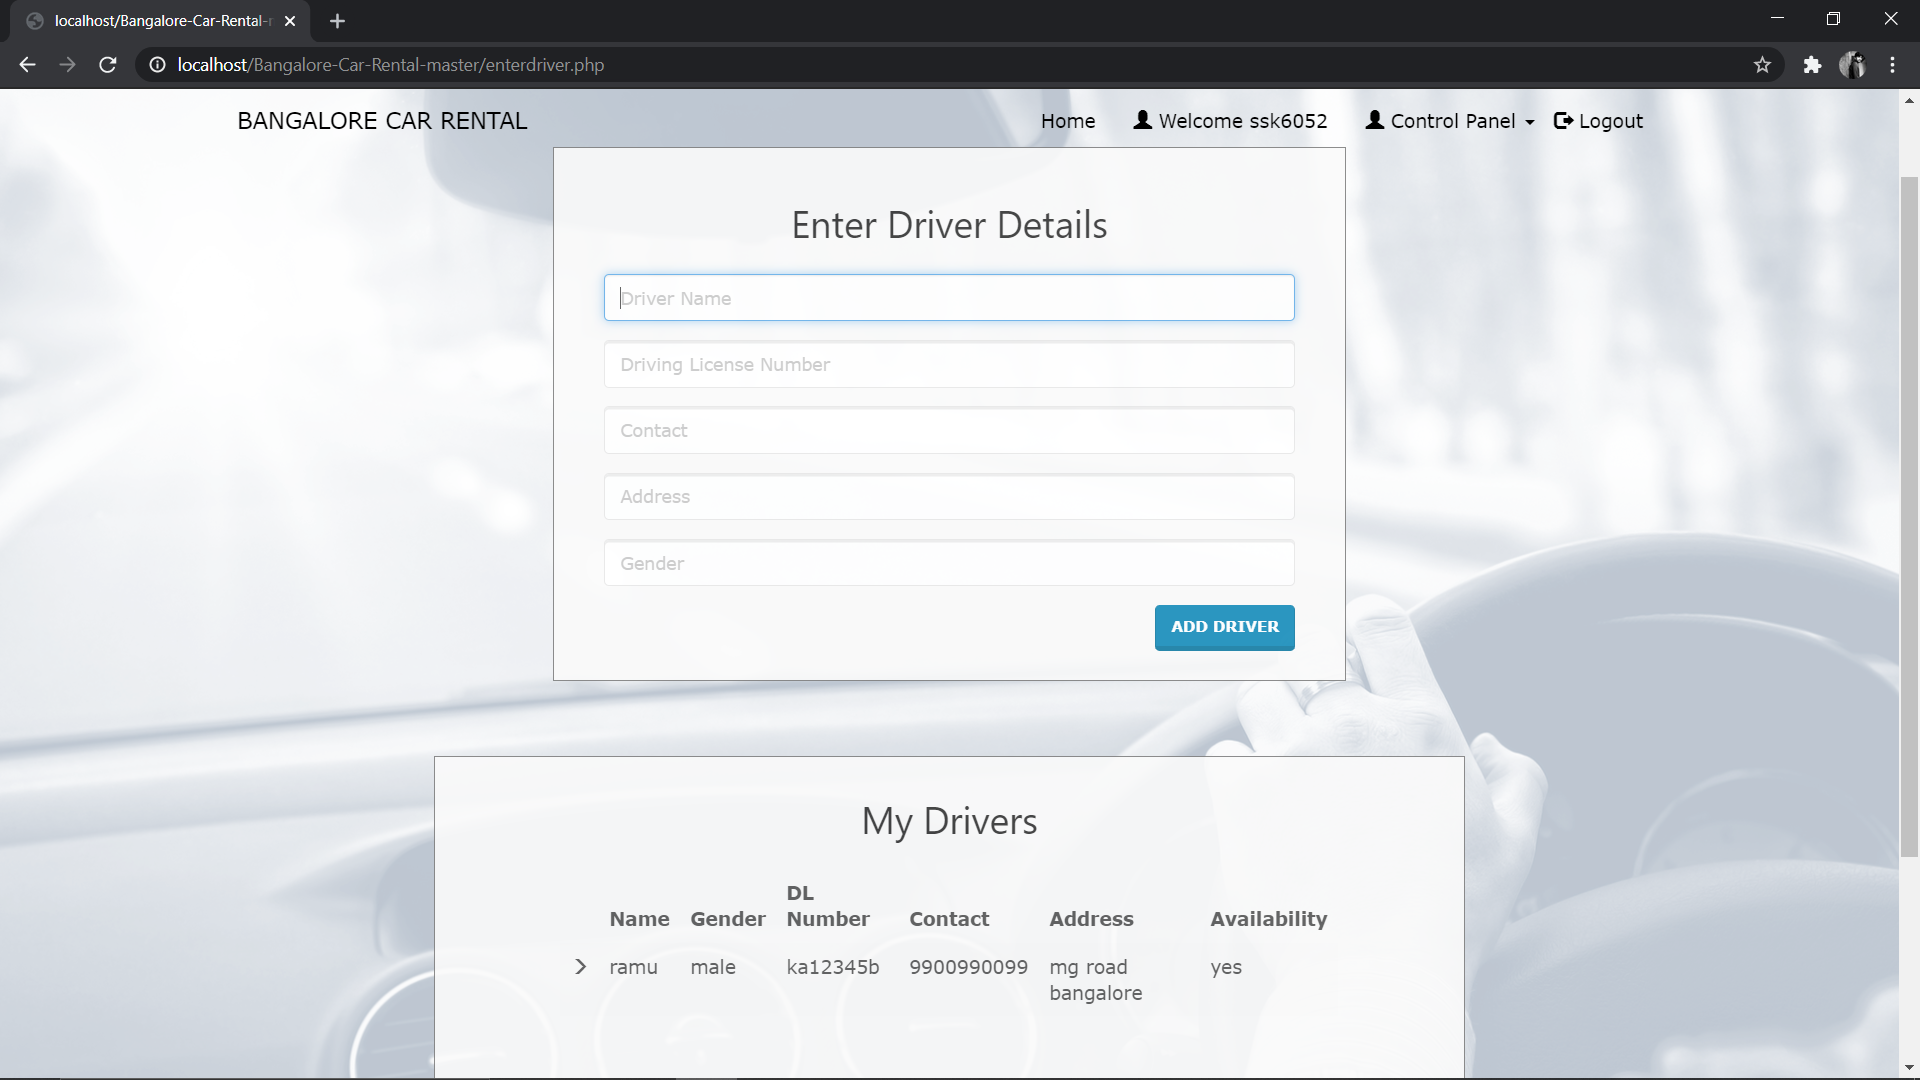 localhost/Bangalore-Car-Rental-
localhost/Bangalore-Car-Rental-master/enterdriver.php
BANGALORE CAR RENTAL
Home
Welcome ssk6052
Control Panel
Logout
Enter Driver Details
Driver Name
Driving License Number
Contact
Address
Gender
ADD DRIVER
My Drivers
Name Gender DL Number Contact Address Availability
ramu male ka12345b 9900990099 mg road bangalore yes